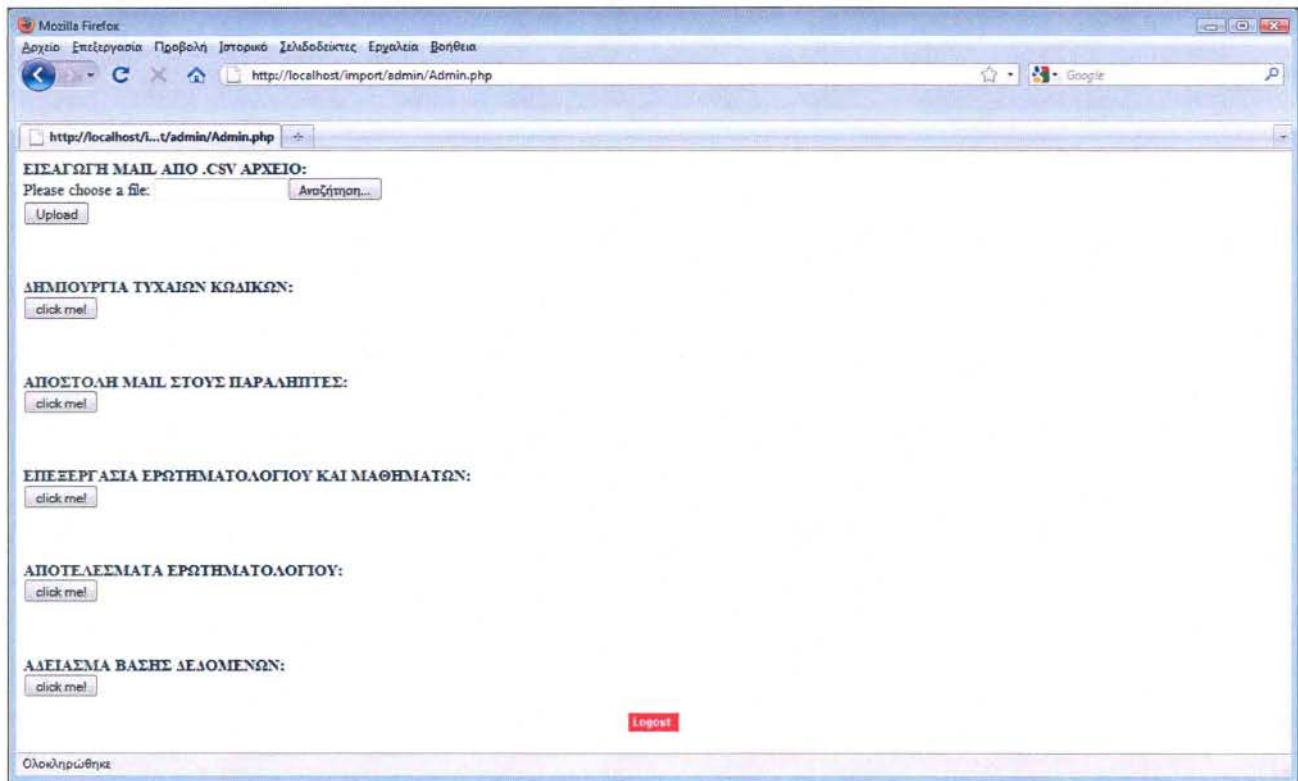 Mozilla Firefox
Αρχείο Επεξεργασία Προβολή Ιστορικό Σελιδοδείκτες Εργαλεία Βοήθεια
http://localhost/import/admin/Admin.php Google
http://localhost/i...t/admin/Admin.php
ΕΙΣΑΓΩΓΗ MAIL ΑΠΟ .CSV ΑΡΧΕΙΟ:
Please choose a file: Αναζήτηση...
Upload
ΔΗΜΙΟΥΡΓΙΑ ΤΥΧΑΙΩΝ ΚΩΔΙΚΩΝ:
click me!
ΑΠΟΣΤΟΛΗ MAIL ΣΤΟΥΣ ΠΑΡΑΛΗΠΤΕΣ:
click me!
ΕΠΕΞΕΡΓΑΣΙΑ ΕΡΩΤΗΜΑΤΟΛΟΓΙΟΥ ΚΑΙ ΜΑΘΗΜΑΤΩΝ:
click me!
ΑΠΟΤΕΛΕΣΜΑΤΑ ΕΡΩΤΗΜΑΤΟΛΟΓΙΟΥ:
click me!
ΑΔΕΙΑΣΜΑ ΒΑΣΗΣ ΔΕΔΟΜΕΝΩΝ:
click me!
Logout
Ολοκληρώθηκε